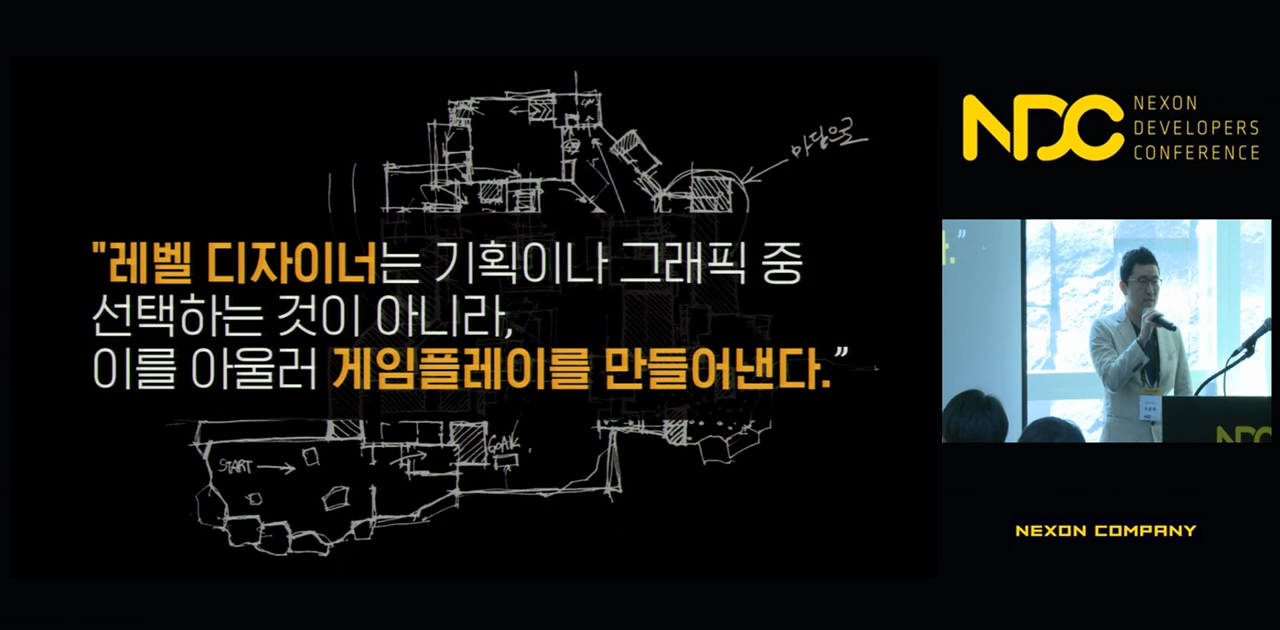 마당으로
"레벨 디자이너는 기획이나 그래픽 중
선택하는 것이 아니라,
이를 아울러 게임플레이를 만들어낸다."
START
GOAL
NDC
NEXON
DEVELOPERS
CONFERENCE
NDC
NEXON COMPANY